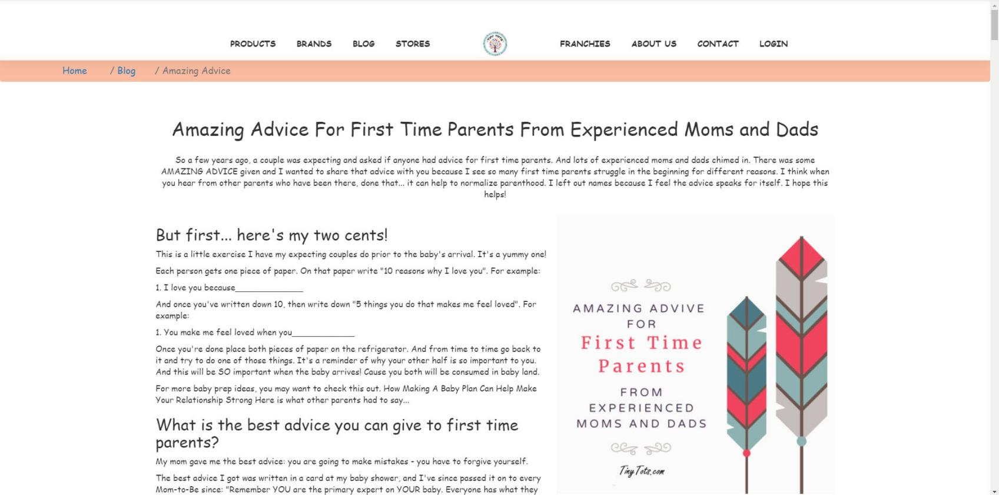 PRODUCTS BRANDS BLOG STORES TINY TOTS FRANCHIES ABOUT US CONTACT LOGIN
Home / Blog / Amazing Advice
Amazing Advice For First Time Parents From Experienced Moms and Dads
So a few years ago, a couple was expecting and asked if anyone had advice for first time parents. And lots of experienced moms and dads chimed in. There was some
AMAZING ADVICE given and I wanted to share that advice with you because I see so many first time parents struggle in the beginning for different reasons. I think when
you hear from other parents who have been there, done that... it can help to normalize parenthood. I left out names because I feel the advice speaks for itself. I hope this
helps!
But first... here's my two cents!
This is a little exercise I have my expecting couples do prior to the baby's arrival. It's a yummy one!
Each person gets one piece of paper. On that paper write "10 reasons why I love you". For example:
1. I love you because______________
And once you've written down 10, then write down "5 things you do that makes me feel loved". For
example:
1. You make me feel loved when you_____________
Once you're done place both pieces of paper on the refrigerator. And from time to time go back to
it and try to do one of those things. It's a reminder of why your other half is so important to you.
And this will be SO important when the baby arrives! Cause you both will be consumed in baby land.
For more baby prep ideas, you may want to check this out. How Making A Baby Plan Can Help Make
Your Relationship Strong Here is what other parents had to say...
What is the best advice you can give to first time
parents?
My mom gave me the best advice: you are going to make mistakes - you have to forgive yourself.
The best advice I got was written in a card at my baby shower, and I've since passed it on to every
Mom-to-Be since: "Remember YOU are the primary expert on YOUR baby. Everyone has what they
AMAZING ADVIVE
FOR
First Time
Parents
FROM
EXPERIENCED
MOMS AND DADS
TinyTots.com